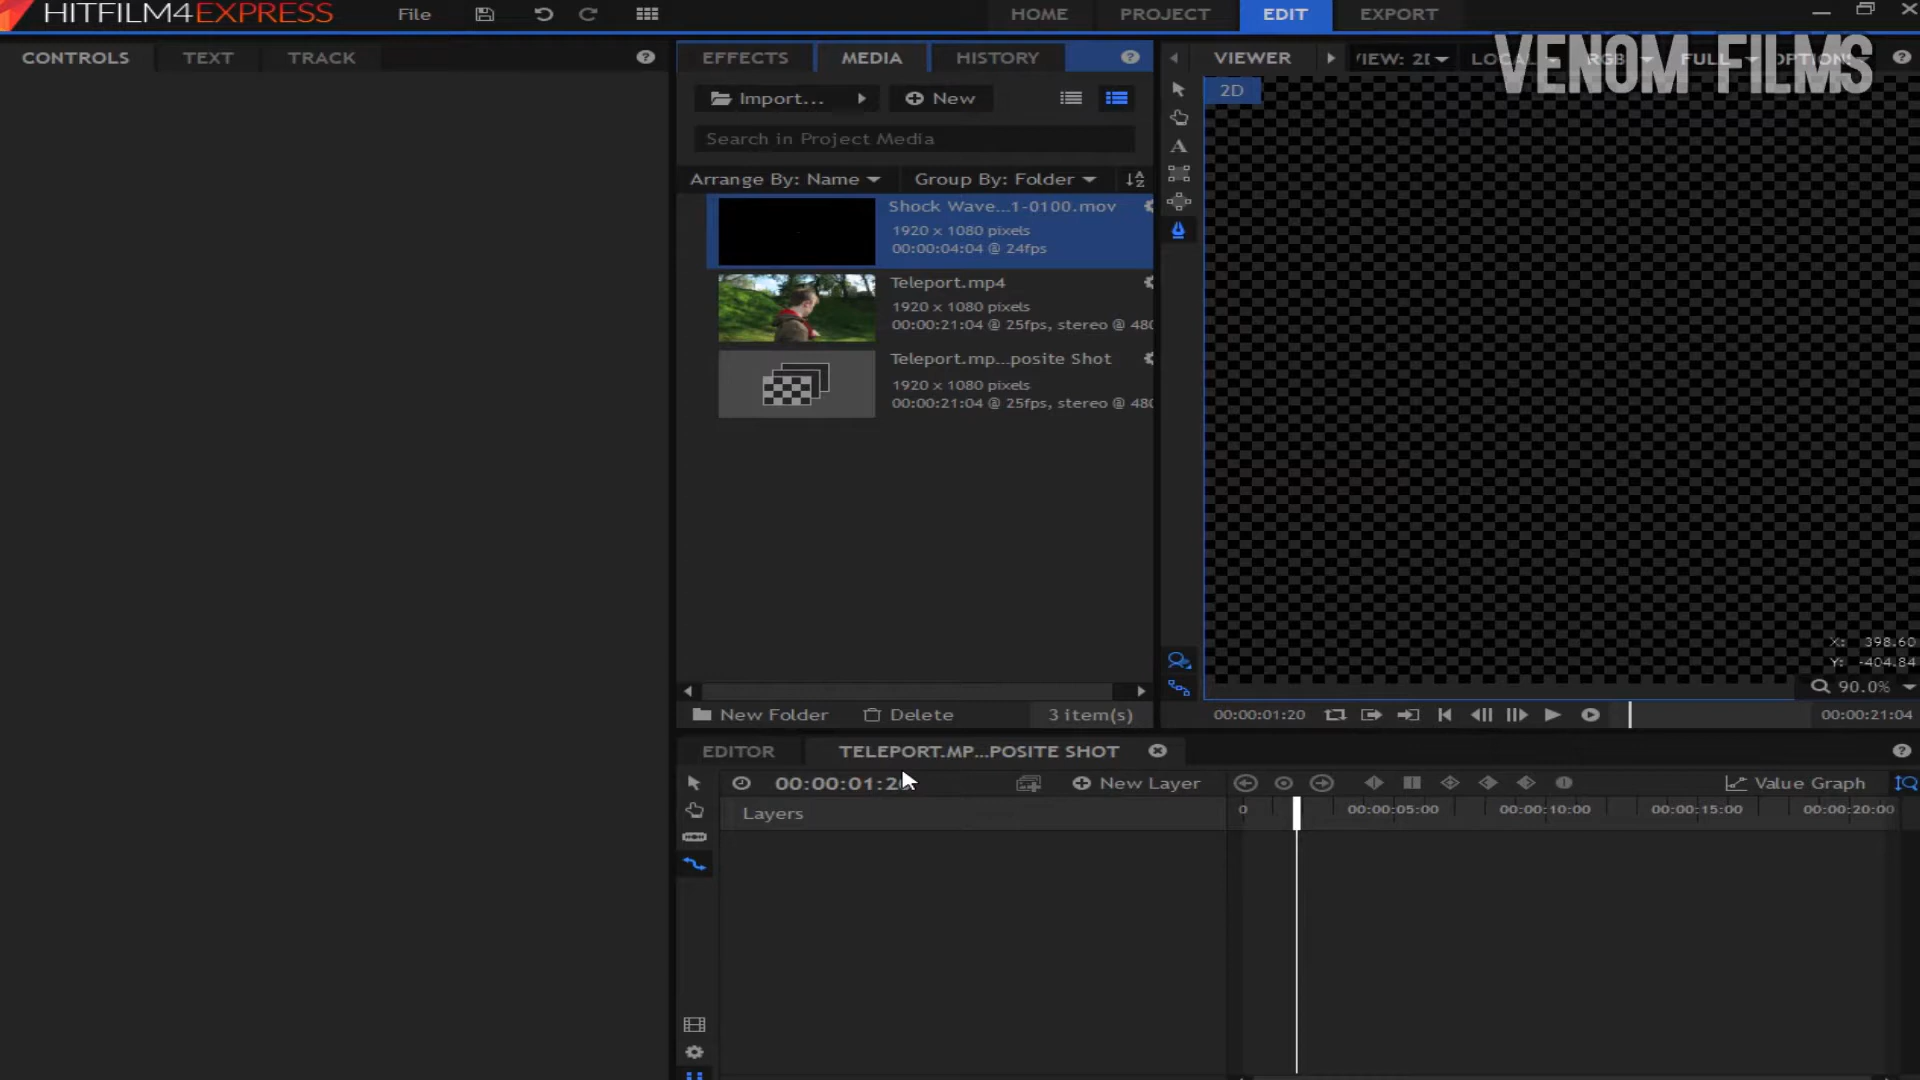 HITFILM4EXPRESS File HOME PROJECT EDIT EXPORT
VENOM FILMS
CONTROLS TEXT TRACK
EFFECTS MEDIA HISTORY
VIEWER
FULL
Import... New
2D
Search in Project Media
Arrange By: Name Group By: Folder
Shock Wave...1-0100.mov
1920 x 1080 pixels
00:00:04:04 @ 24fps
Teleport.mp4
1920 x 1080 pixels
00:00:21:04 @ 25fps, stereo @ 480
Teleport.mp...posite Shot
1920 x 1080 pixels
00:00:21:04 @ 25fps, stereo @ 480
X: 398.60
Y: -404.84
90.0%
New Folder Delete 3 item(s)
00:00:01:20 00:00:21:04
EDITOR TELEPORT.MP...POSITE SHOT
New Layer Value Graph
Layers
0 00:00:05:00 00:00:10:00 00:00:15:00 00:00:20:00